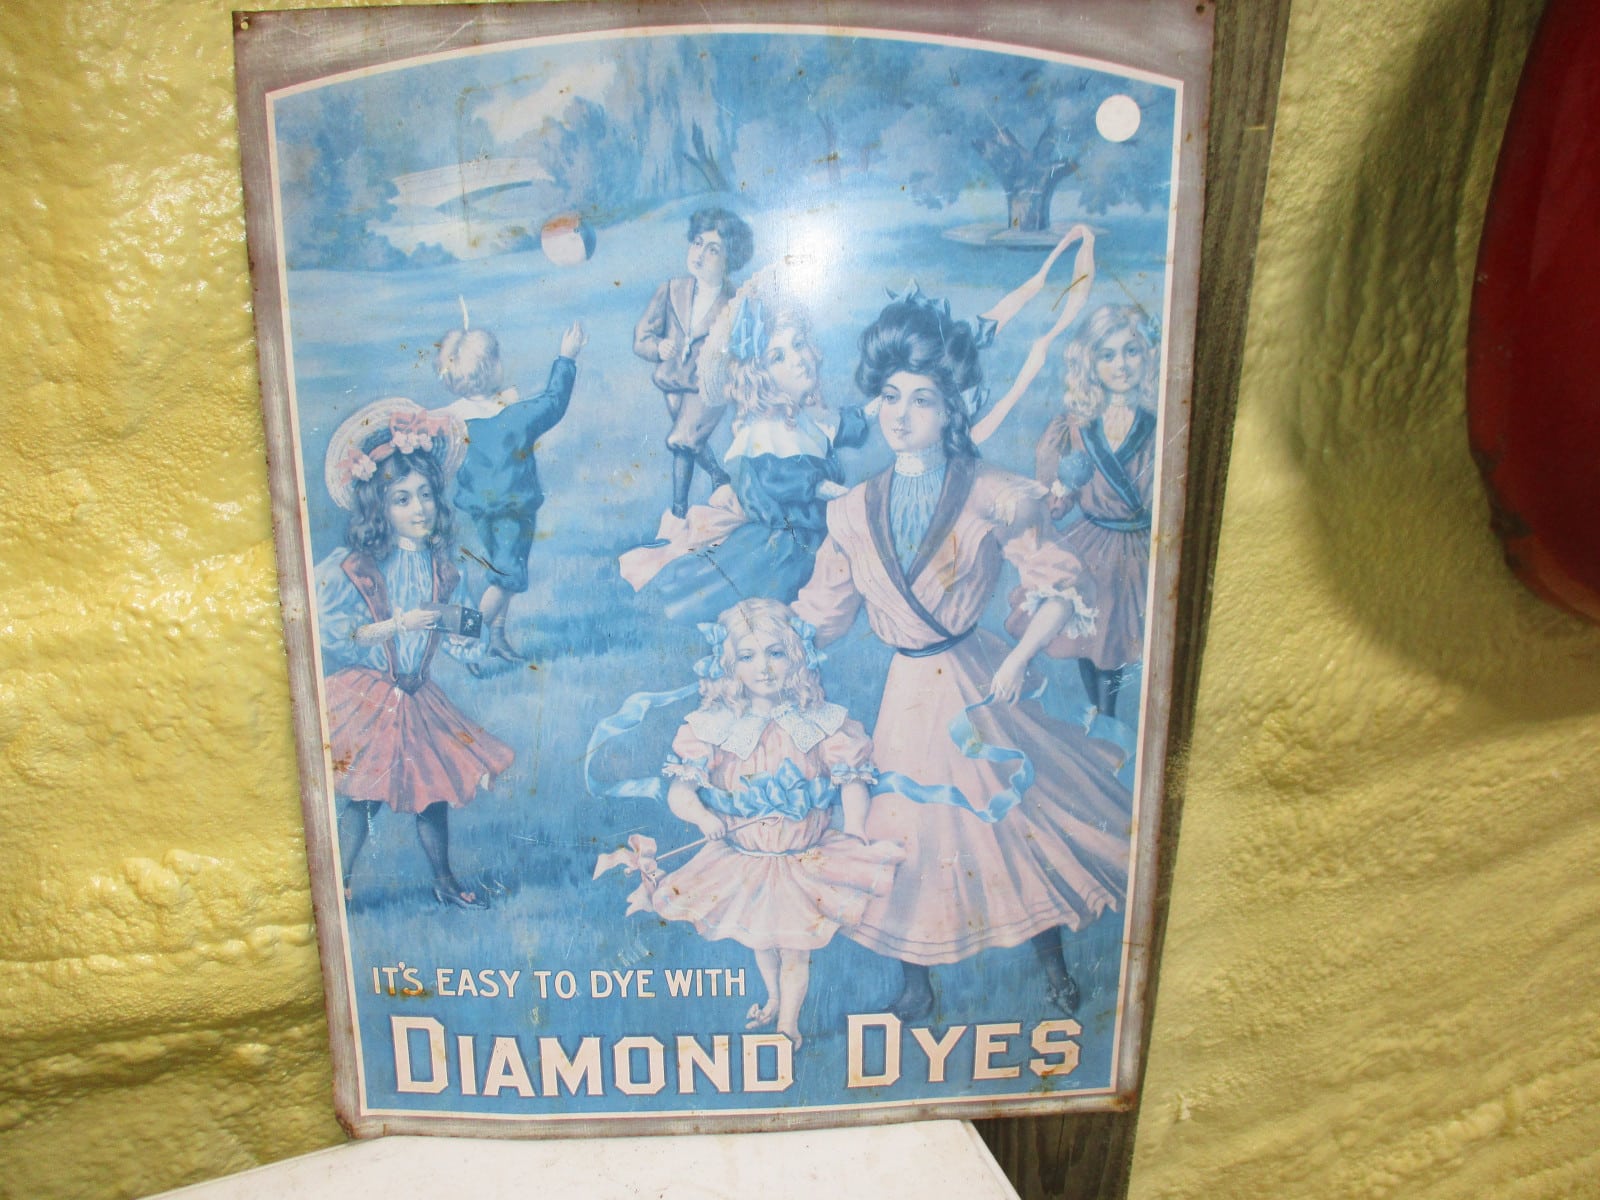 IT'S EASY TO DYE WITH
DIAMOND DYES